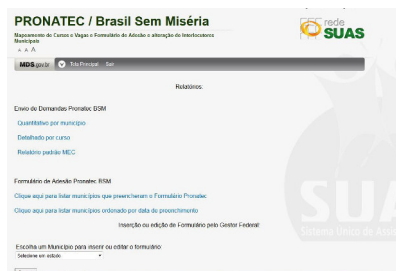 PRONATEC / Brasil Sem Miséria
rede
SUAS
Mapeamento de Cursos e Vagas e Formulário de Adesão e alteração de Interlocutores
Municipais
A A A
MDS.gov.br Tela Principal Sair
Relatórios:
Envio de Demandas Pronatec BSM
Quantitativo por município
Detalhado por curso
Relatório padrão MEC
Formulário de Adesão Pronatec BSM
Clique aqui para listar municípios que preencheram o Formulário Pronatec
Clique aqui para listar municípios ordenado por data de preenchimento
Inserção ou edição de Formulário pelo Gestor Federal:
Escolha um Município para inserir ou editar o formulário:
Selecione um estado
SUA
Sistema Único de Assis